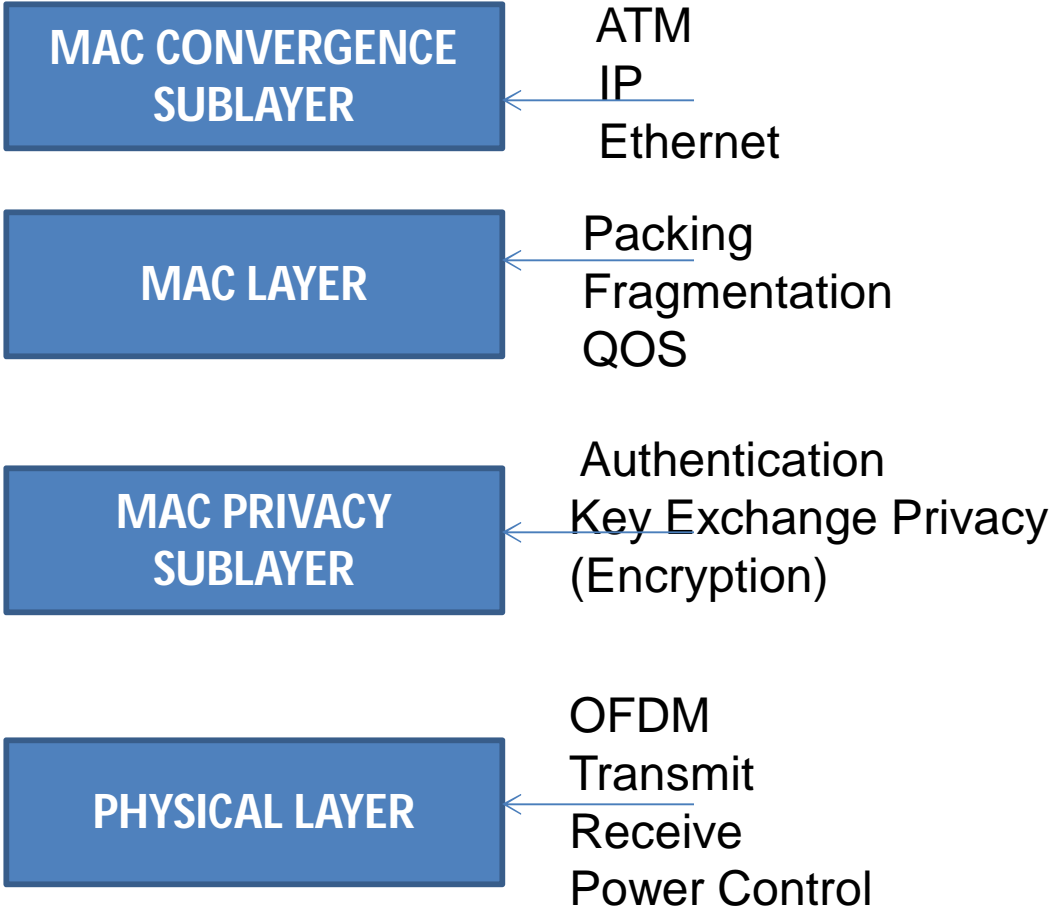 MAC CONVERGENCE
SUBLAYER
ATM
IP
Ethernet
MAC LAYER
Packing
Fragmentation
QOS
MAC PRIVACY
SUBLAYER
Authentication
Key Exchange Privacy
(Encryption)
PHYSICAL LAYER
OFDM
Transmit
Receive
Power Control